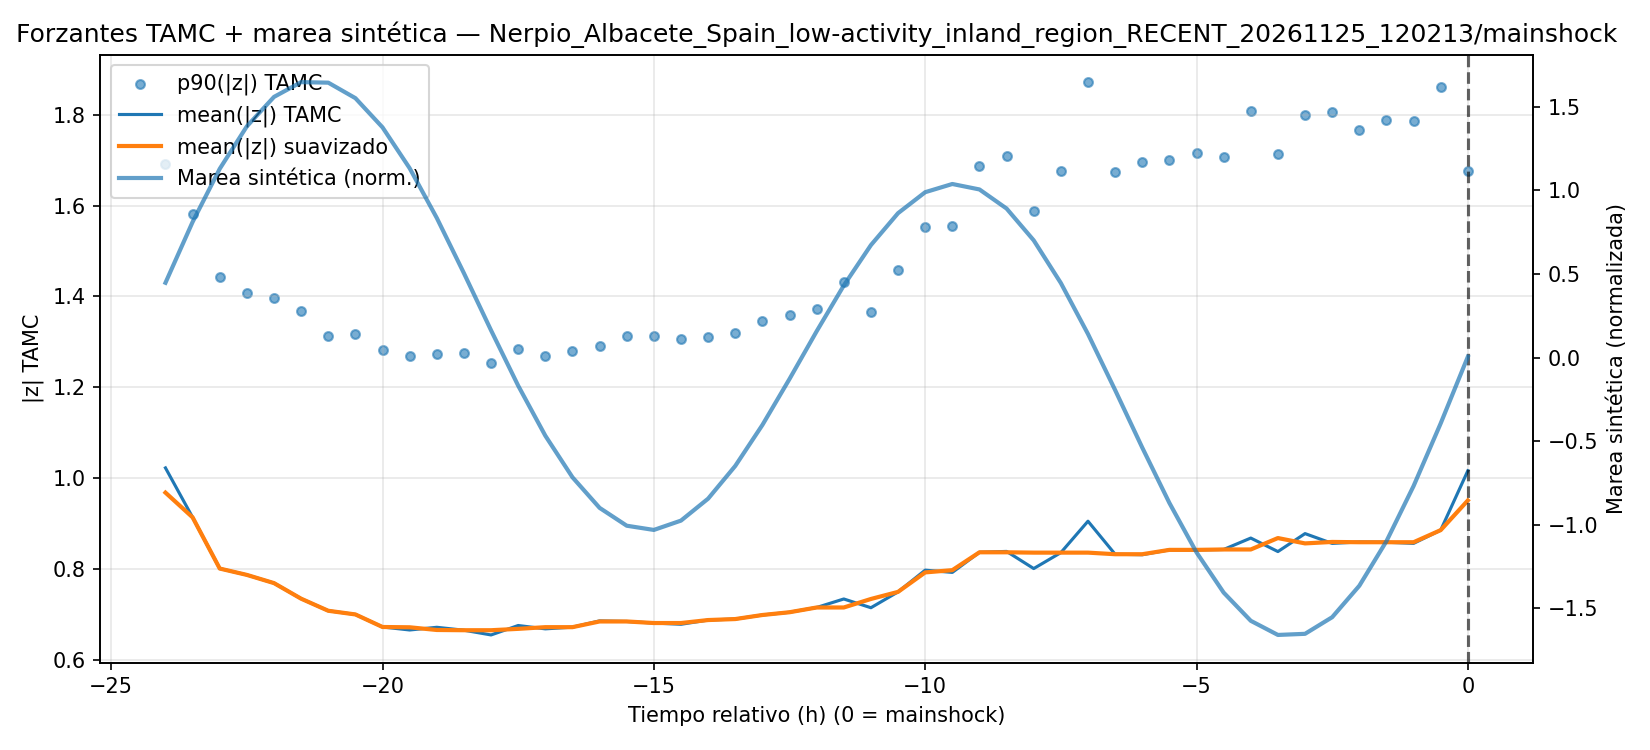 Forzantes TAMC + marea sintética — Nerpio_Albacete_Spain_low-activity_inland_region_RECENT_20261125_120213/mainshock
p90(|z|) TAMC
mean(|z|) TAMC
mean(|z|) suavizado
Marea sintética (norm.)
|z| TAMC
1.8
1.6
1.4
1.2
1.0
0.8
0.6
1.5
1.0
0.5
0.0
−0.5
−1.0
−1.5
Marea sintética (normalizada)
−25
−20
−15
−10
−5
0
Tiempo relativo (h) (0 = mainshock)